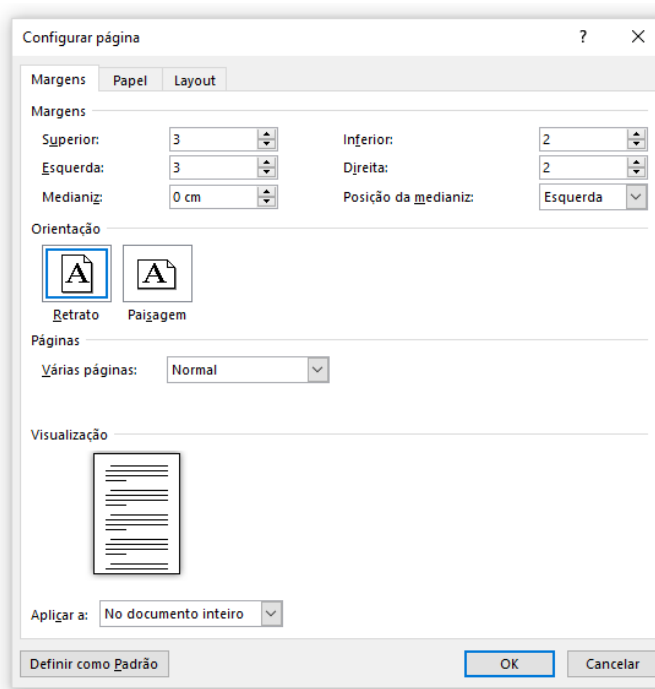 Configurar página ? ×
Margens Papel Layout
Margens
Superior: 3 Inferior: 2
Esquerda: 3 Direita: 2
Medianiz: 0 cm Posição da medianiz: Esquerda
Orientação
A A
Retrato Paisagem
Páginas
Várias páginas: Normal
Visualização
Aplicar a: No documento inteiro
Definir como Padrão OK Cancelar